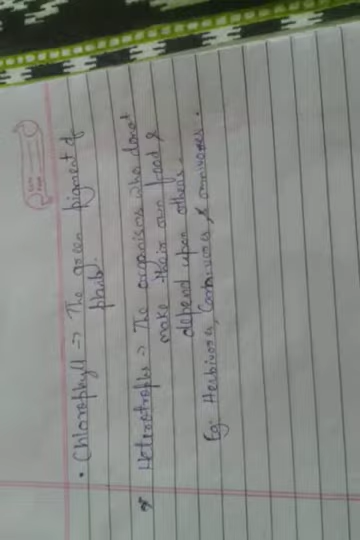 • Chlorophyll → The green pigment of
plants.
* Heterotrophs → The organisms who donot
make their own food &
depend upon others.
Eg: Herbivores, Carnivores & omnivores.